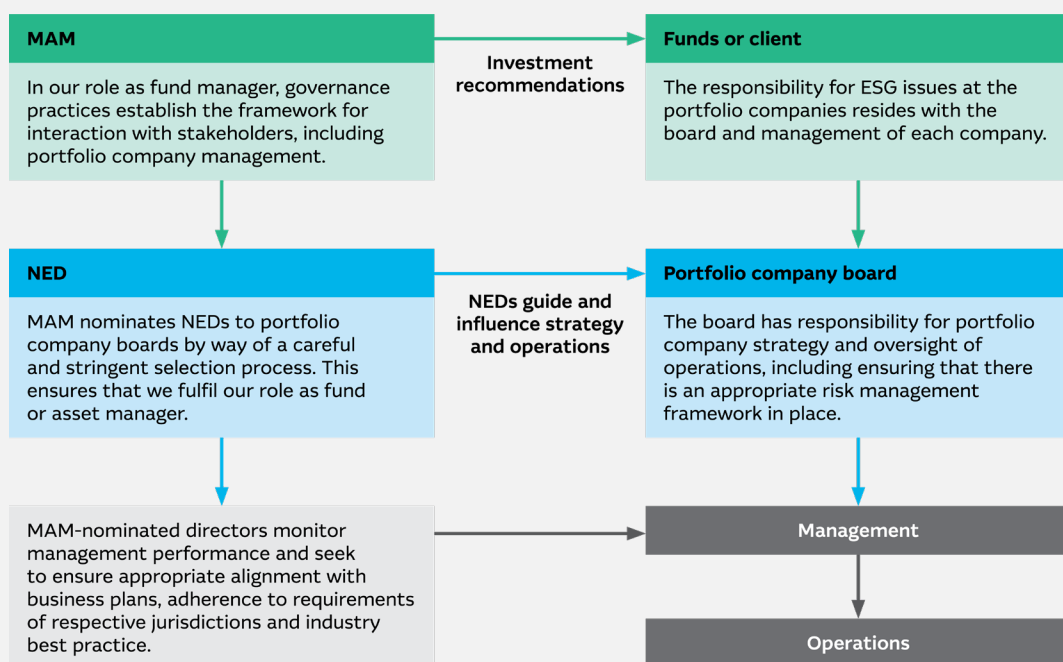 MAM
In our role as fund manager, governance
practices establish the framework for
interaction with stakeholders, including
portfolio company management.
Investment
recommendations
Funds or client
The responsibility for ESG issues at the
portfolio companies resides with the
board and management of each company.
NED
MAM nominates NEDs to portfolio
company boards by way of a careful
and stringent selection process. This
ensures that we fulfil our role as fund
or asset manager.
NEDs guide and
influence strategy
and operations
Portfolio company board
The board has responsibility for portfolio
company strategy and oversight of
operations, including ensuring that there
is an appropriate risk management
framework in place.
MAM-nominated directors monitor
management performance and seek
to ensure appropriate alignment with
business plans, adherence to requirements
of respective jurisdictions and industry
best practice.
Management
Operations